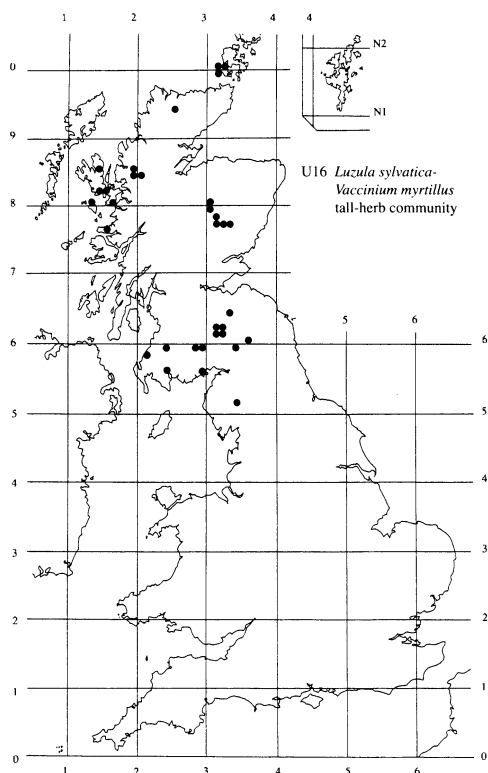 1 2 3 4 4
N2
0
N1
9
U16 Luzula sylvatica-
Vaccinium myrtillus
tall-herb community
8
7
5 6
6 6
5 5
4 4
3 3
2 2
1 1
0 0
1 2 3 4 5 6